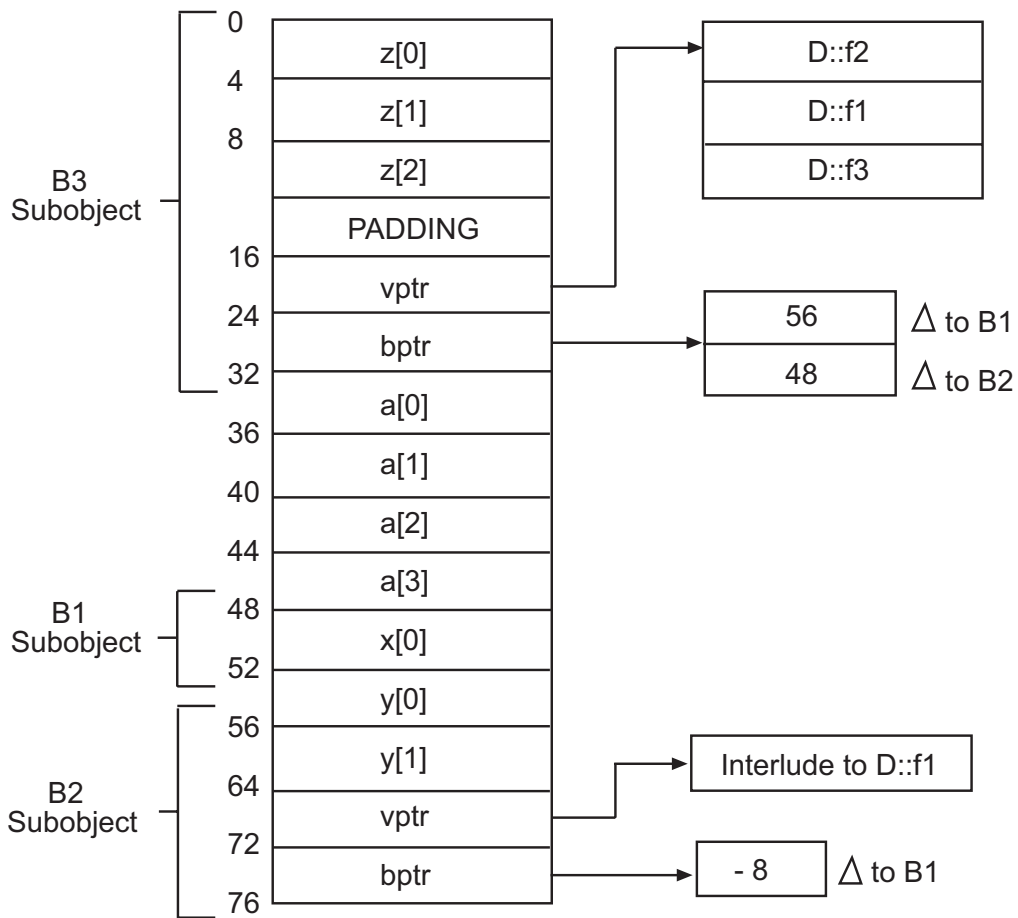 0
z[0]
4
z[1]
8
z[2]
PADDING
16
vptr
24
bptr
32
a[0]
36
a[1]
40
a[2]
44
a[3]
48
x[0]
52
y[0]
56
y[1]
64
vptr
72
bptr
76
B3
Subobject
B1
Subobject
B2
Subobject
D::f2
D::f1
D::f3
56 Δ to B1
48 Δ to B2
Interlude to D::f1
- 8 Δ to B1